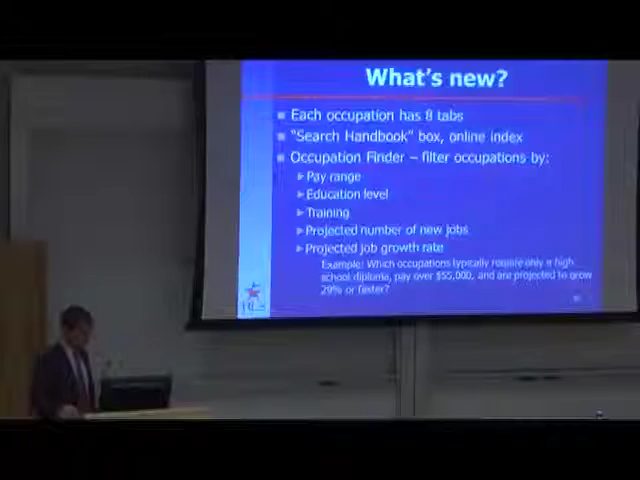 What's new?
Each occupation has 8 tabs
"Search Handbook" box, online index
Occupation Finder – filter occupations by:
Pay range
Education level
Training
Projected number of new jobs
Projected job growth rate
Example: Which occupations typically require only a high
school diploma, pay over $55,000, and are projected to grow
29% or faster?
BLS